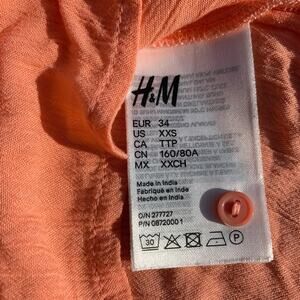 H&M
EUR 34
US XXS
CA TTP
CN 160/80A
MX XXCH
Made in India
Fabriqué en Inde
Hecho en India
O/N 277727
P/N 08720001
30
P